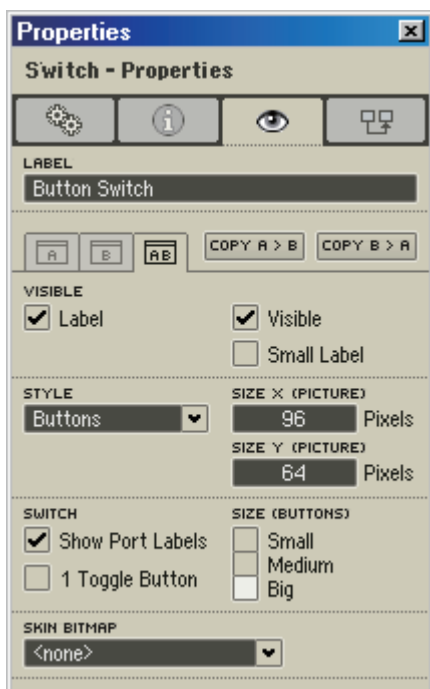 Properties
Switch - Properties
LABEL
Button Switch
A B AB COPY A > B COPY B > A
VISIBLE
Label Visible
Small Label
STYLE SIZE X (PICTURE)
Buttons 96 Pixels
SIZE Y (PICTURE)
64 Pixels
SWITCH SIZE (BUTTONS)
Show Port Labels Small
Medium
1 Toggle Button Big
SKIN BITMAP
<none>